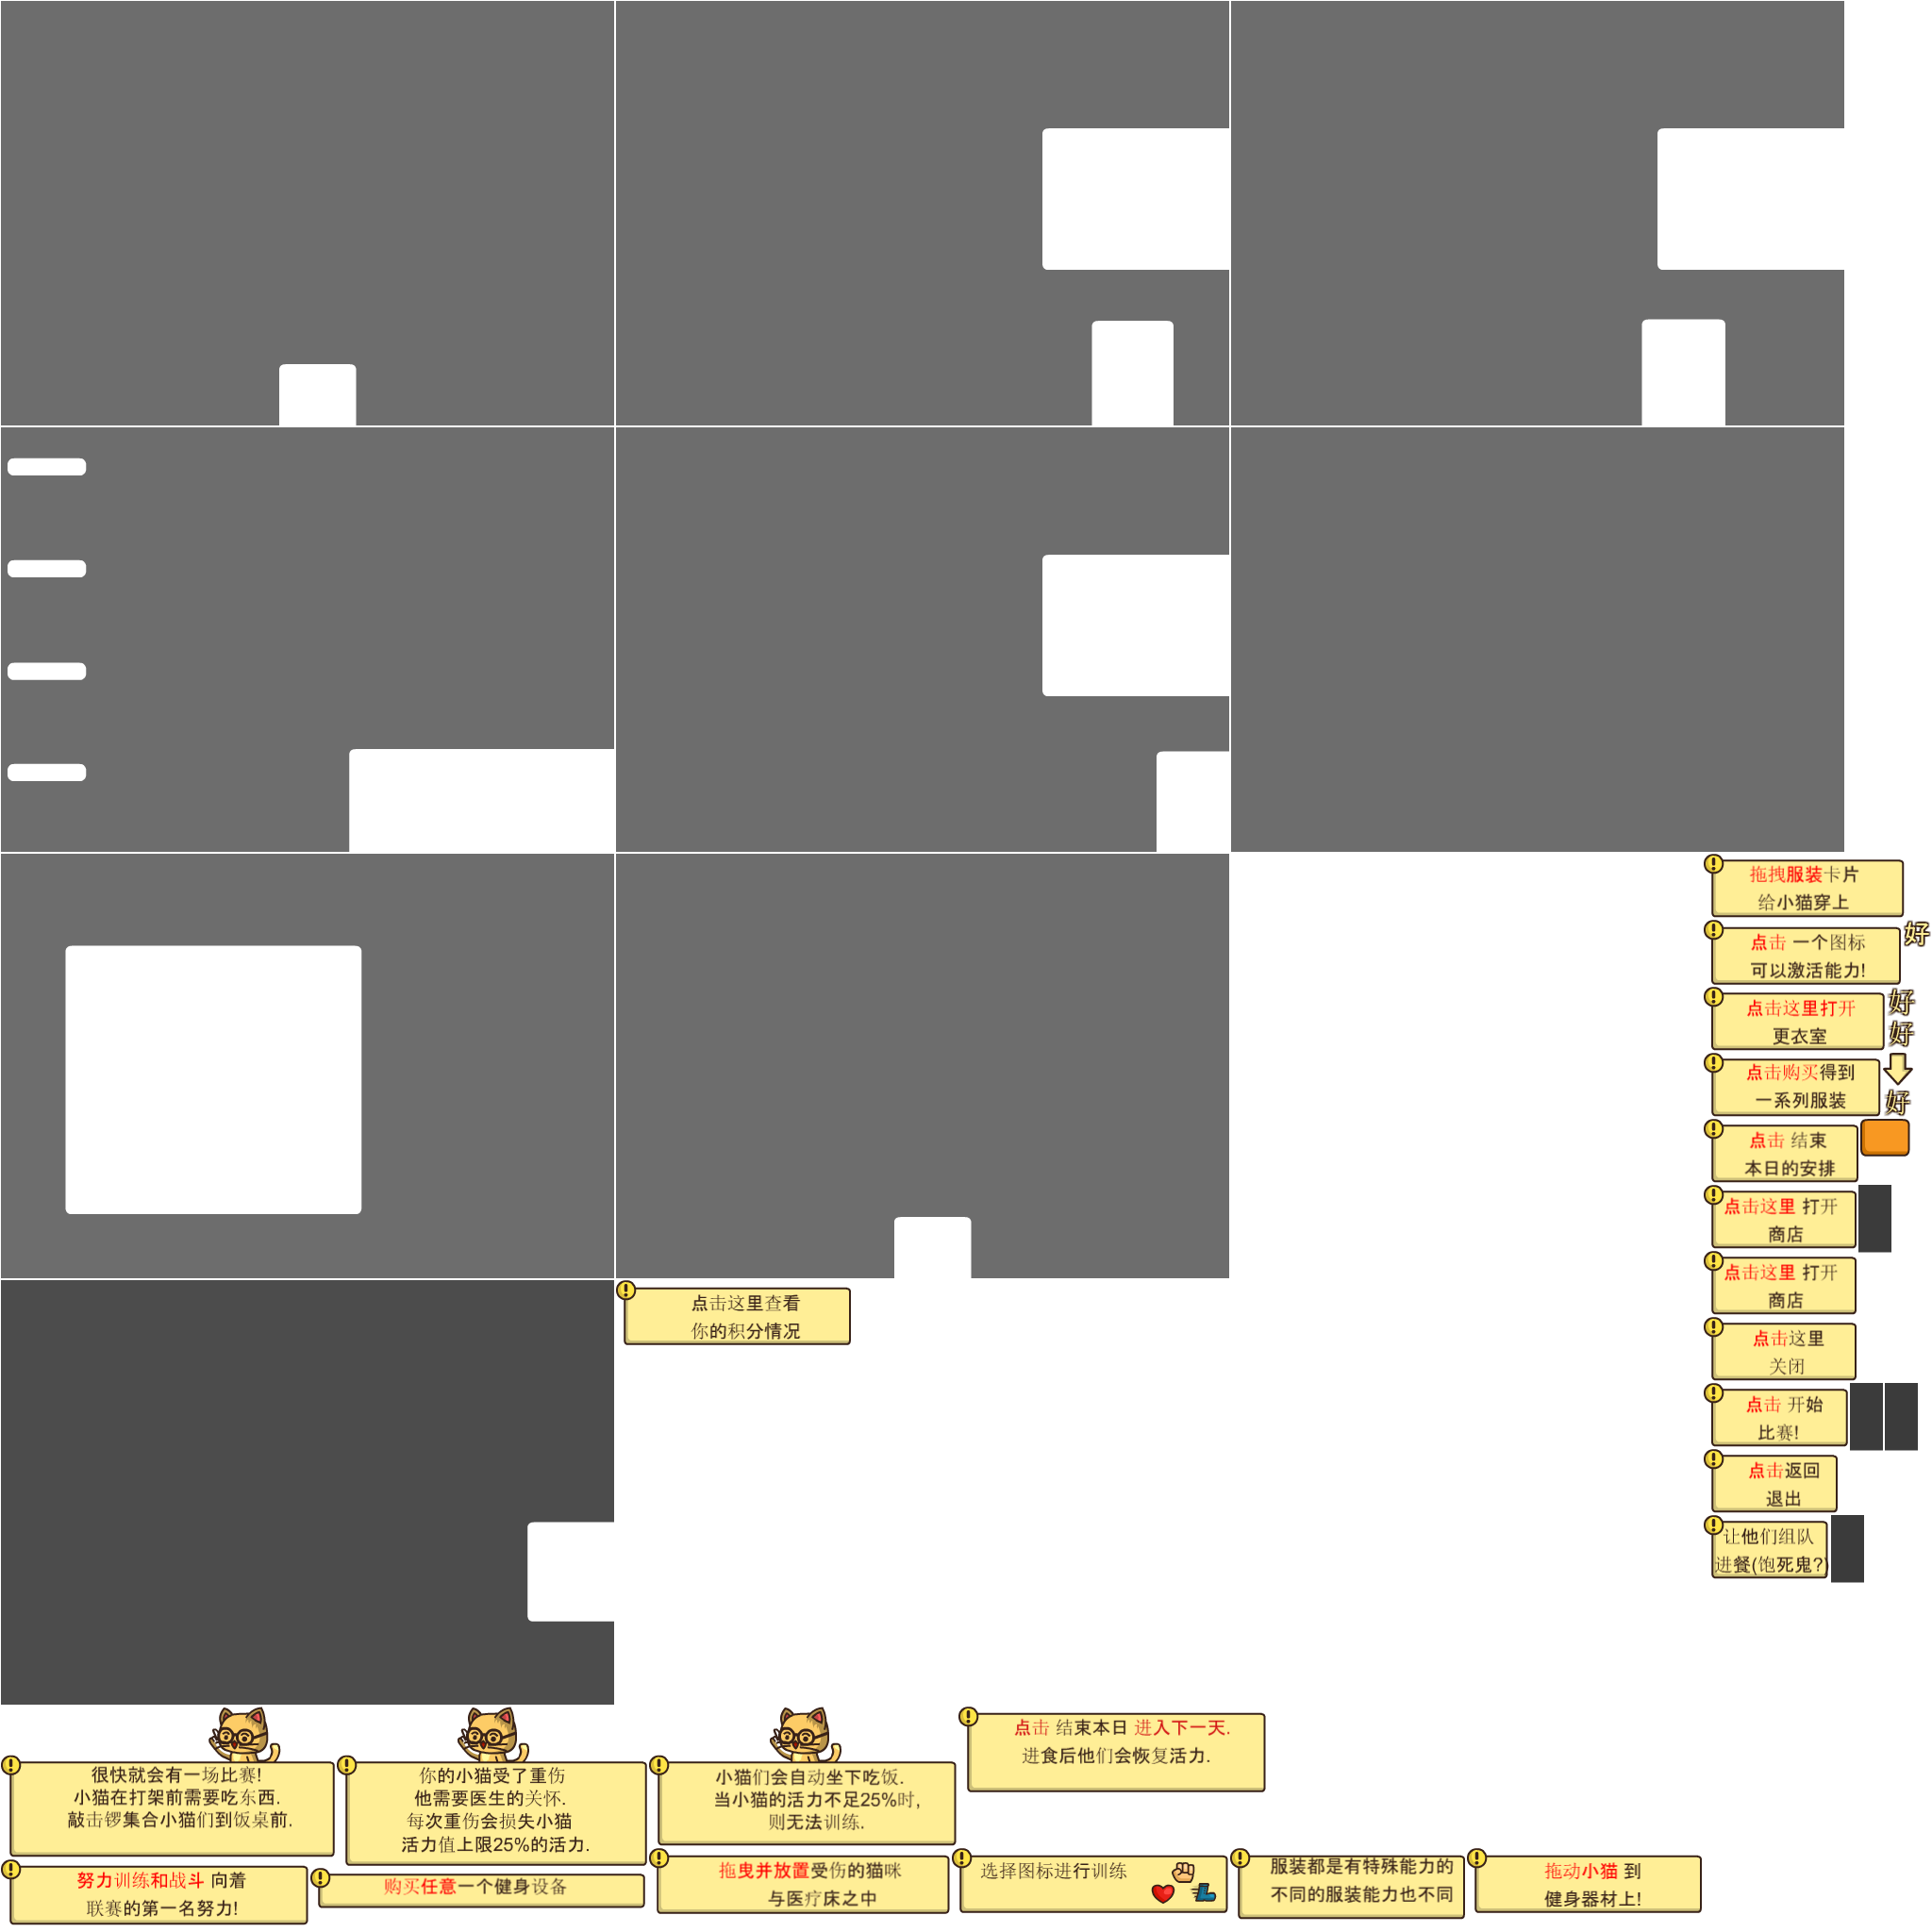 拖拽服装卡片
给小猫穿上
点击 一个图标
可以激活能力!
好
点击这里打开
更衣室
好
好
点击购买得到
一系列服装
好
点击 结束
本日的安排
点击这里 打开
商店
点击这里 打开
商店
点击这里
关闭
点击 开始
比赛!
点击返回
退出
让他们组队
进餐(饱死鬼?)
点击这里查看
你的积分情况
很快就会有一场比赛!
小猫在打架前需要吃东西.
敲击锣集合小猫们到饭桌前.
你的小猫受了重伤
他需要医生的关怀.
每次重伤会损失小猫
活力值上限25%的活力.
小猫们会自动坐下吃饭.
当小猫的活力不足25%时,
则无法训练.
点击 结束本日 进入下一天.
进食后他们会恢复活力.
努力训练和战斗 向着
联赛的第一名努力!
购买任意一个健身设备
拖曳并放置受伤的猫咪
与医疗床之中
选择图标进行训练
服装都是有特殊能力的
不同的服装能力也不同
拖动小猫 到
健身器材上!